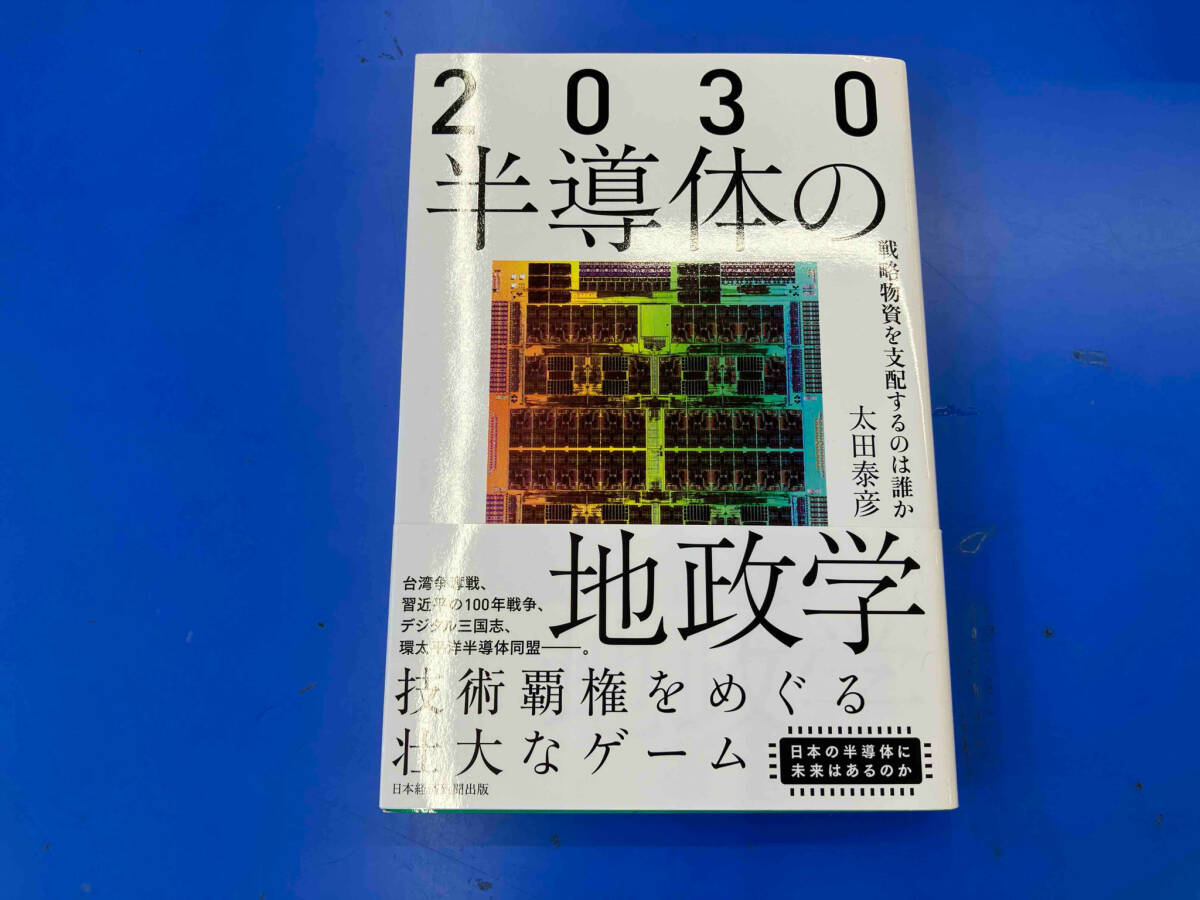 2030
半導体の
戦略物資を支配するのは誰か
太田泰彦
地政学
台湾争奪戦、
習近平の100年戦争、
デジタル三国志、
環太平洋半導体同盟――。
技術覇権をめぐる
壮大なゲーム
日本の半導体に
未来はあるのか
日本経済新聞出版